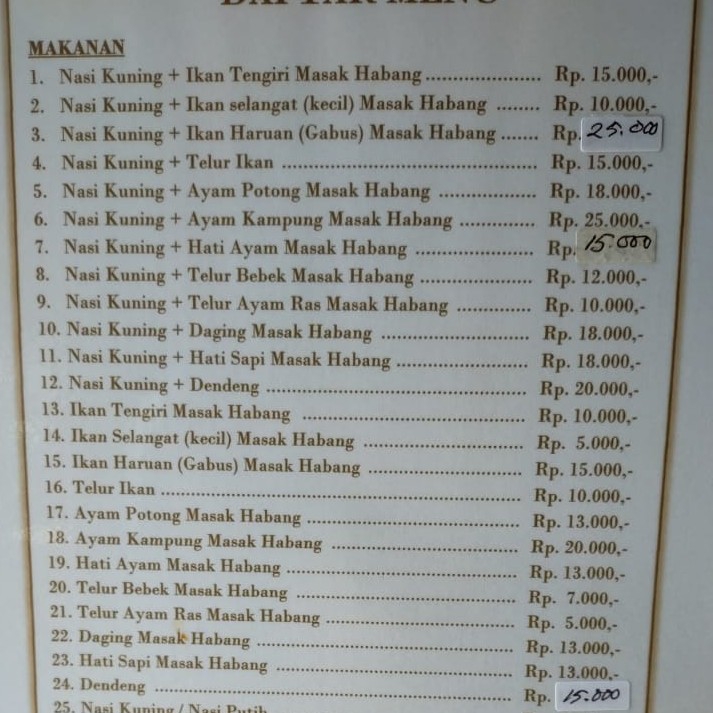 DAFTAR MENU
MAKANAN
1. Nasi Kuning + Ikan Tengiri Masak Habang ..................... Rp. 15.000,-
2. Nasi Kuning + Ikan selangat (kecil) Masak Habang ........ Rp. 10.000,-
3. Nasi Kuning + Ikan Haruan (Gabus) Masak Habang ....... Rp. 25.000
4. Nasi Kuning + Telur Ikan ............................................... Rp. 15.000,-
5. Nasi Kuning + Ayam Potong Masak Habang .................. Rp. 18.000,-
6. Nasi Kuning + Ayam Kampung Masak Habang .............. Rp. 25.000,-
7. Nasi Kuning + Hati Ayam Masak Habang ...................... Rp. 15.000
8. Nasi Kuning + Telur Bebek Masak Habang ..................... Rp. 12.000,-
9. Nasi Kuning + Telur Ayam Ras Masak Habang .............. Rp. 10.000,-
10. Nasi Kuning + Daging Masak Habang ........................... Rp. 18.000,-
11. Nasi Kuning + Hati Sapi Masak Habang ........................ Rp. 18.000,-
12. Nasi Kuning + Dendeng ................................................ Rp. 20.000,-
13. Ikan Tengiri Masak Habang .......................................... Rp. 10.000,-
14. Ikan Selangat (kecil) Masak Habang ............................. Rp. 5.000,-
15. Ikan Haruan (Gabus) Masak Habang ............................ Rp. 15.000,-
16. Telur Ikan .................................................................... Rp. 10.000,-
17. Ayam Potong Masak Habang ........................................ Rp. 13.000,-
18. Ayam Kampung Masak Habang ................................... Rp. 20.000,-
19. Hati Ayam Masak Habang ........................................... Rp. 13.000,-
20. Telur Bebek Masak Habang ......................................... Rp. 7.000,-
21. Telur Ayam Ras Masak Habang ................................... Rp. 5.000,-
22. Daging Masak Habang ................................................. Rp. 13.000,-
23. Hati Sapi Masak Habang ............................................. Rp. 13.000,-
24. Dendeng ...................................................................... Rp. 15.000
25. Nasi Kuning / Nasi Putih